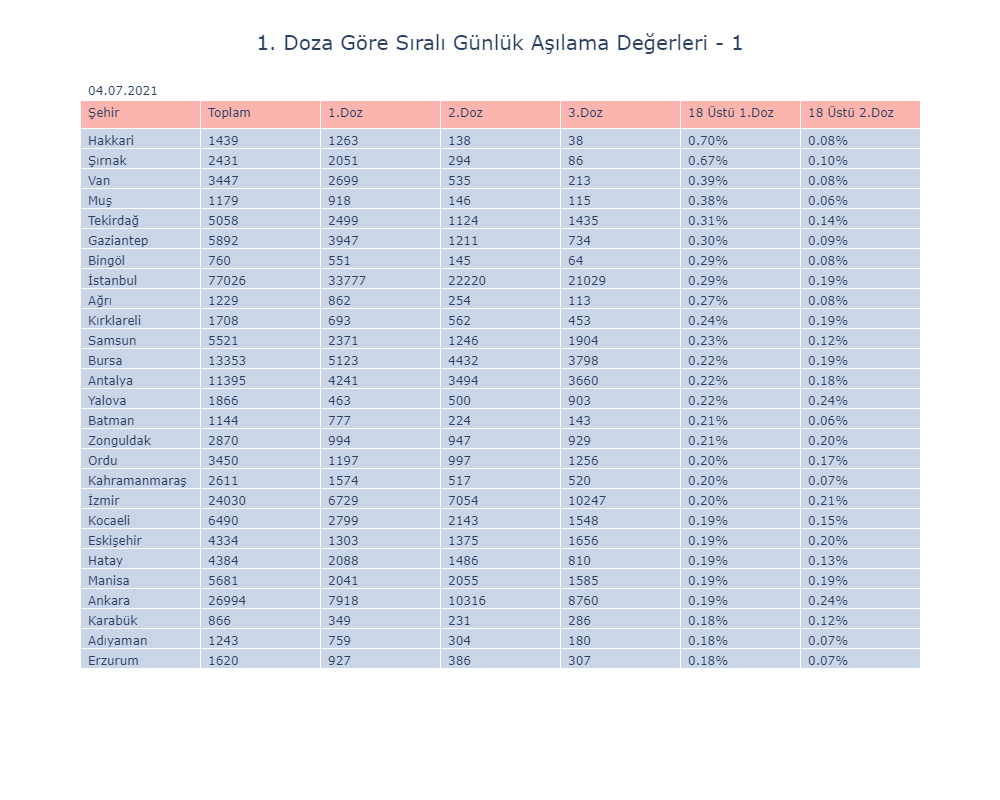 1. Doza Göre Sıralı Günlük Aşılama Değerleri - 1
04.07.2021
Şehir Toplam 1.Doz 2.Doz 3.Doz 18 Üstü 1.Doz 18 Üstü 2.Doz
Hakkari 1439 1263 138 38 0.70% 0.08%
Şırnak 2431 2051 294 86 0.67% 0.10%
Van 3447 2699 535 213 0.39% 0.08%
Muş 1179 918 146 115 0.38% 0.06%
Tekirdağ 5058 2499 1124 1435 0.31% 0.14%
Gaziantep 5892 3947 1211 734 0.30% 0.09%
Bingöl 760 551 145 64 0.29% 0.08%
İstanbul 77026 33777 22220 21029 0.29% 0.19%
Ağrı 1229 862 254 113 0.27% 0.08%
Kırklareli 1708 693 562 453 0.24% 0.19%
Samsun 5521 2371 1246 1904 0.23% 0.12%
Bursa 13353 5123 4432 3798 0.22% 0.19%
Antalya 11395 4241 3494 3660 0.22% 0.18%
Yalova 1866 463 500 903 0.22% 0.24%
Batman 1144 777 224 143 0.21% 0.06%
Zonguldak 2870 994 947 929 0.21% 0.20%
Ordu 3450 1197 997 1256 0.20% 0.17%
Kahramanmaraş 2611 1574 517 520 0.20% 0.07%
İzmir 24030 6729 7054 10247 0.20% 0.21%
Kocaeli 6490 2799 2143 1548 0.19% 0.15%
Eskişehir 4334 1303 1375 1656 0.19% 0.20%
Hatay 4384 2088 1486 810 0.19% 0.13%
Manisa 5681 2041 2055 1585 0.19% 0.19%
Ankara 26994 7918 10316 8760 0.19% 0.24%
Karabük 866 349 231 286 0.18% 0.12%
Adıyaman 1243 759 304 180 0.18% 0.07%
Erzurum 1620 927 386 307 0.18% 0.07%